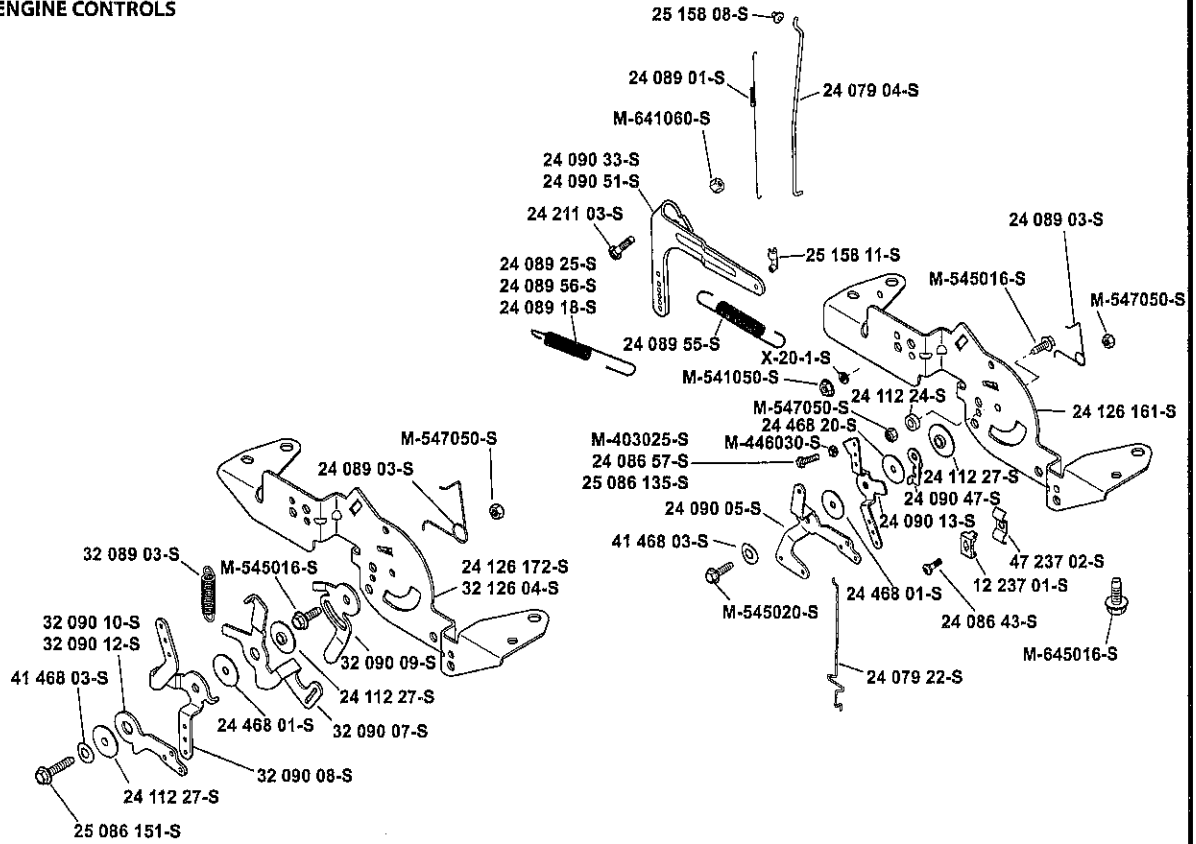 ENGINE CONTROLS
25 158 08-S
24 089 01-S
24 079 04-S
M-641060-S
24 090 33-S
24 090 51-S
24 211 03-S
24 089 03-S
25 158 11-S
24 089 25-S
24 089 56-S
24 089 18-S
M-545016-S
M-547050-S
24 089 55-S
X-20-1-S
M-541050-S
24 112 24-S
M-547050-S
24 126 161-S
24 468 20-S
M-403025-S
M-446030-S
24 086 57-S
25 086 135-S
24 112 27-S
24 090 47-S
24 090 05-S
24 090 13-S
41 468 03-S
47 237 02-S
12 237 01-S
24 468 01-S
M-545020-S
24 086 43-S
M-645016-S
24 079 22-S
M-547050-S
24 089 03-S
32 089 03-S
M-545016-S
24 126 172-S
32 126 04-S
32 090 10-S
32 090 12-S
32 090 09-S
41 468 03-S
24 112 27-S
24 468 01-S
32 090 07-S
32 090 08-S
24 112 27-S
25 086 151-S